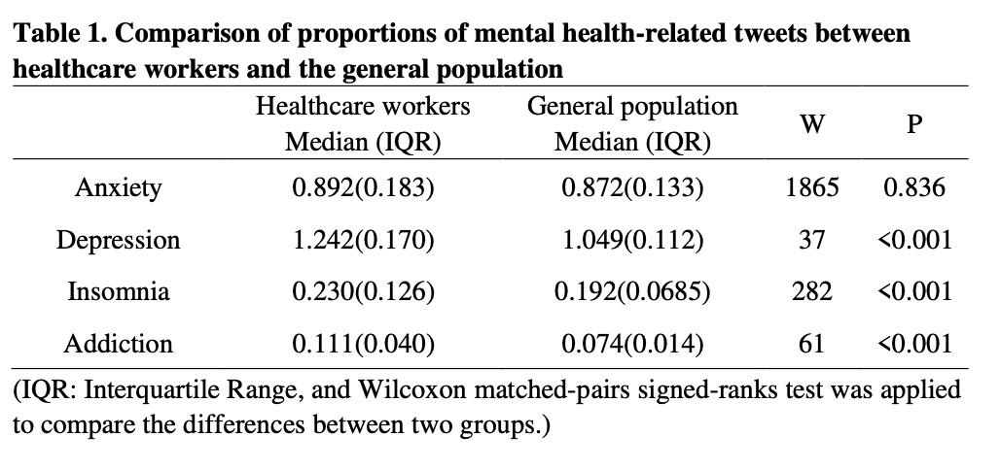 Table 1. Comparison of proportions of mental health-related tweets between
healthcare workers and the general population
Healthcare workers Median (IQR) General population Median (IQR) W P
Anxiety 0.892(0.183) 0.872(0.133) 1865 0.836
Depression 1.242(0.170) 1.049(0.112) 37 <0.001
Insomnia 0.230(0.126) 0.192(0.0685) 282 <0.001
Addiction 0.111(0.040) 0.074(0.014) 61 <0.001
(IQR: Interquartile Range, and Wilcoxon matched-pairs signed-ranks test was applied
to compare the differences between two groups.)